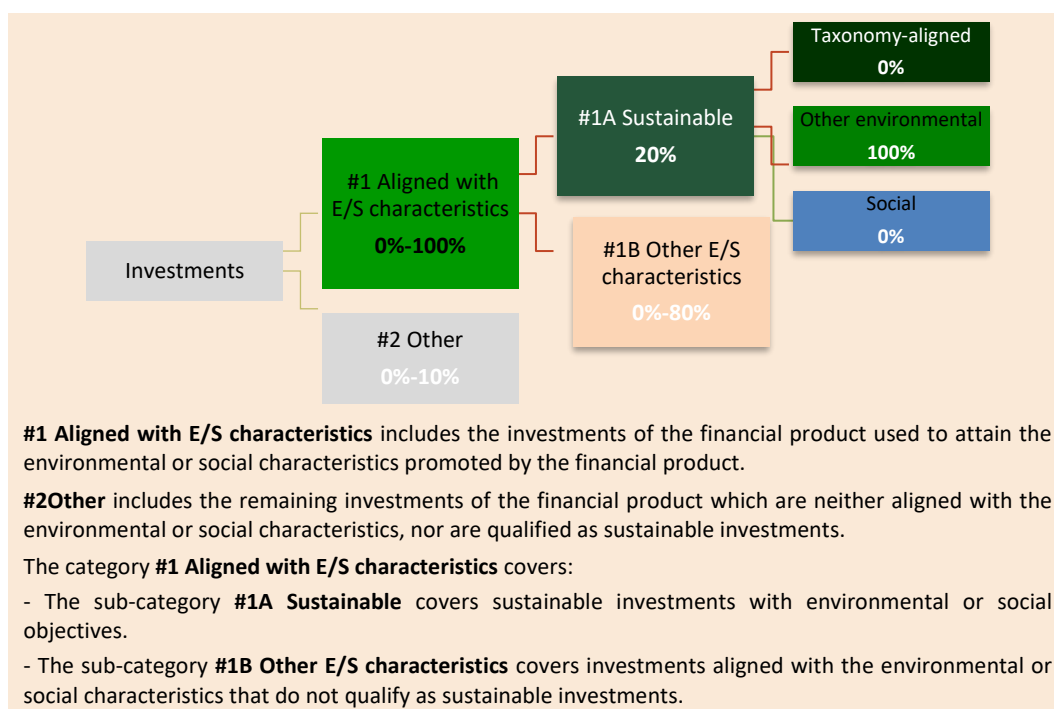 Taxonomy-aligned
0%
#1A Sustainable
20%
Other environmental
100%
#1 Aligned with
E/S characteristics
0%-100%
Social
0%
#1B Other E/S
characteristics
0%-80%
Investments
#2 Other
0%-10%
#1 Aligned with E/S characteristics includes the investments of the financial product used to attain the
environmental or social characteristics promoted by the financial product.
#2Other includes the remaining investments of the financial product which are neither aligned with the
environmental or social characteristics, nor are qualified as sustainable investments.
The category #1 Aligned with E/S characteristics covers:
- The sub-category #1A Sustainable covers sustainable investments with environmental or social
objectives.
- The sub-category #1B Other E/S characteristics covers investments aligned with the environmental or
social characteristics that do not qualify as sustainable investments.